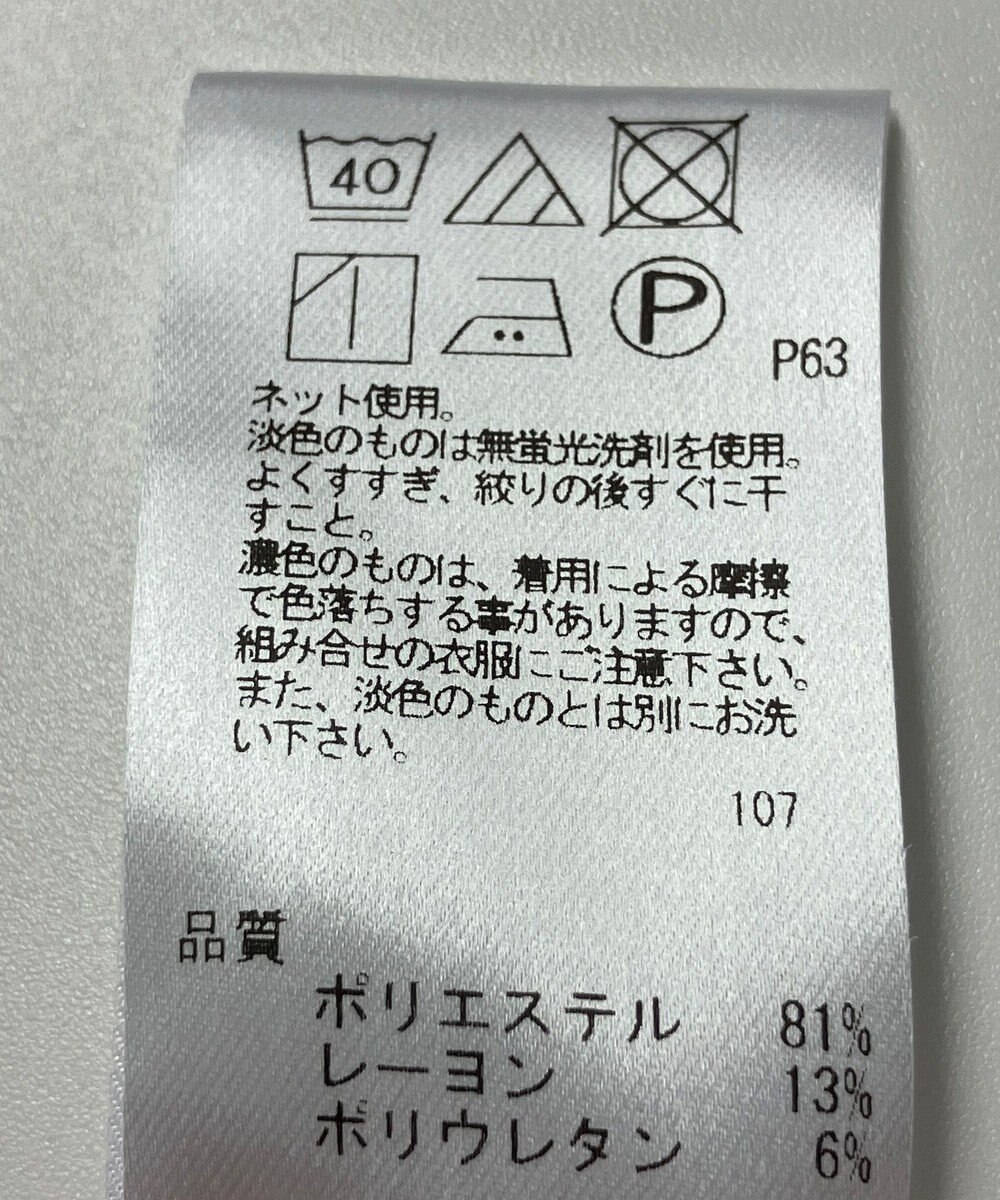 40
P
P63
ネット使用。
淡色のものは無蛍光洗剤を使用。
よくすすぎ、絞りの後すぐに干
すこと。
濃色のものは、着用による摩擦
で色落ちする事がありますので、
組み合せの衣服にご注意下さい。
また、淡色のものとは別にお洗
い下さい。
107
品質
ポリエステル 81%
レーヨン 13%
ポリウレタン 6%